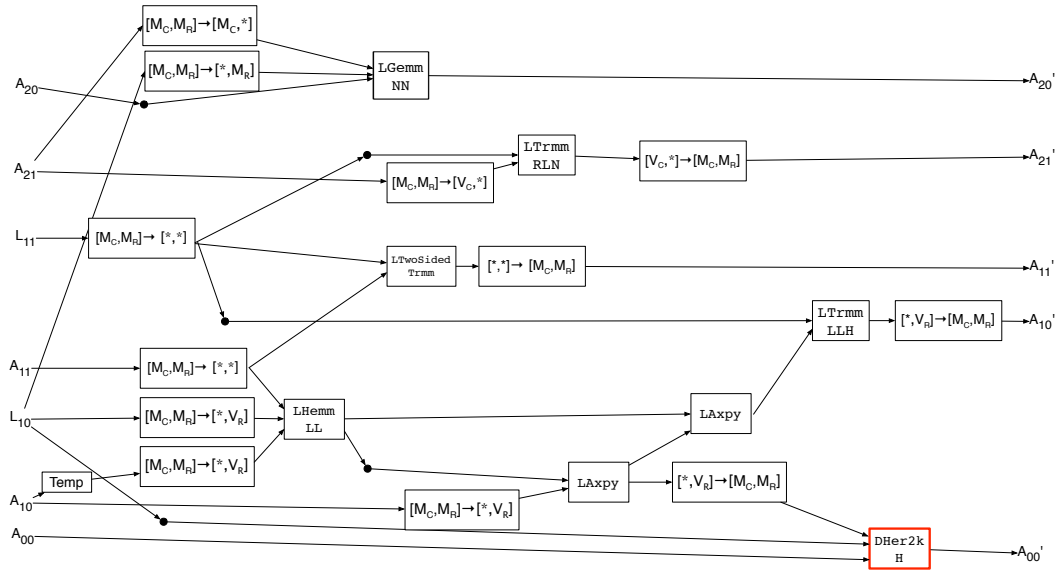 [M_C,M_R]→[M_C,*]
[M_C,M_R]→[*,M_R]
LGemm
NN
A_20
A_20'
A_21
[M_C,M_R]→[V_C,*]
LTrmm
RLN
[V_C,*]→[M_C,M_R]
A_21'
L_11
[M_C,M_R]→ [*,*]
LTwoSided
Trmm
[*,*]→ [M_C,M_R]
A_11'
LTrmm
LLH
[*,V_R]→[M_C,M_R]
A_10'
A_11
[M_C,M_R]→ [*,*]
L_10
[M_C,M_R]→[*,V_R]
LHemm
LL
LAxpy
[M_C,M_R]→[*,V_R]
Temp
A_10
[M_C,M_R]→[*,V_R]
LAxpy
[*,V_R]→[M_C,M_R]
A_00
DHer2k
H
A_00'